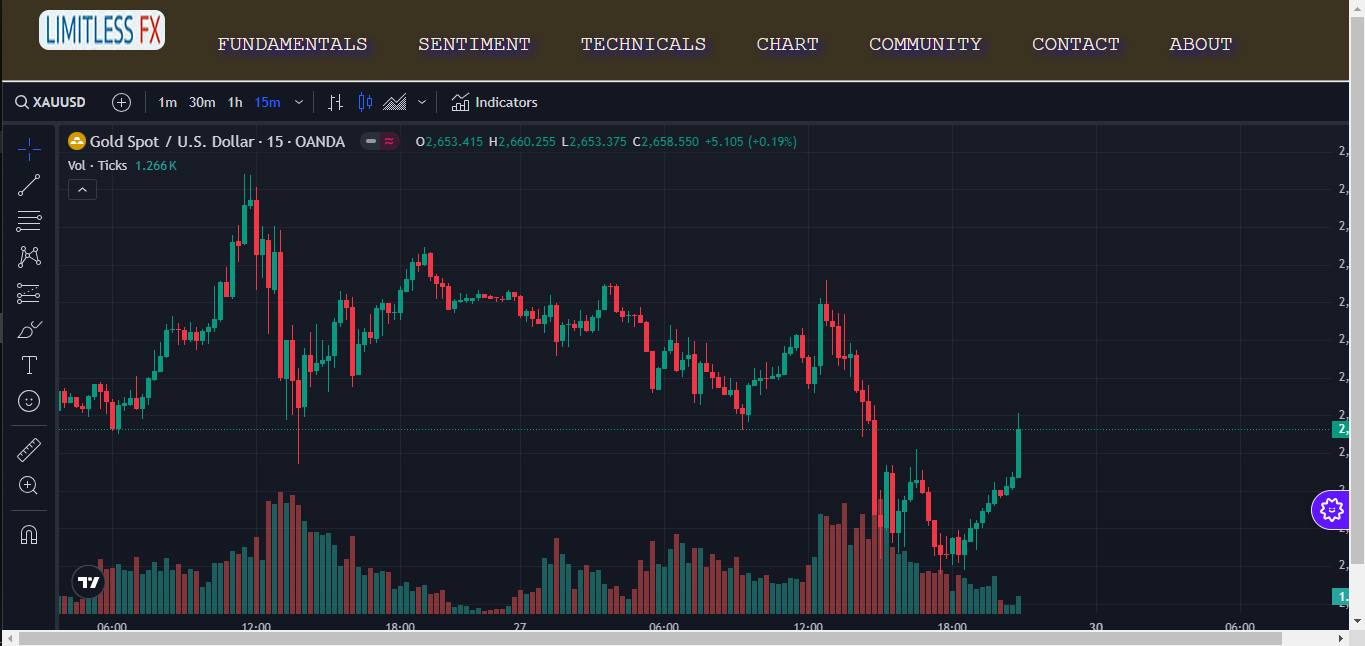 LIMITLESS FX
FUNDAMENTALS SENTIMENT TECHNICALS CHART COMMUNITY CONTACT ABOUT
XAUUSD 1m 30m 1h 15m Indicators
Gold Spot / U.S. Dollar · 15 · OANDA O2,653.415 H2,660.255 L2,653.375 C2,658.550 +5.105 (+0.19%)
Vol · Ticks 1.266K
06:00 12:00 18:00 27 06:00 12:00 18:00 30 06:00